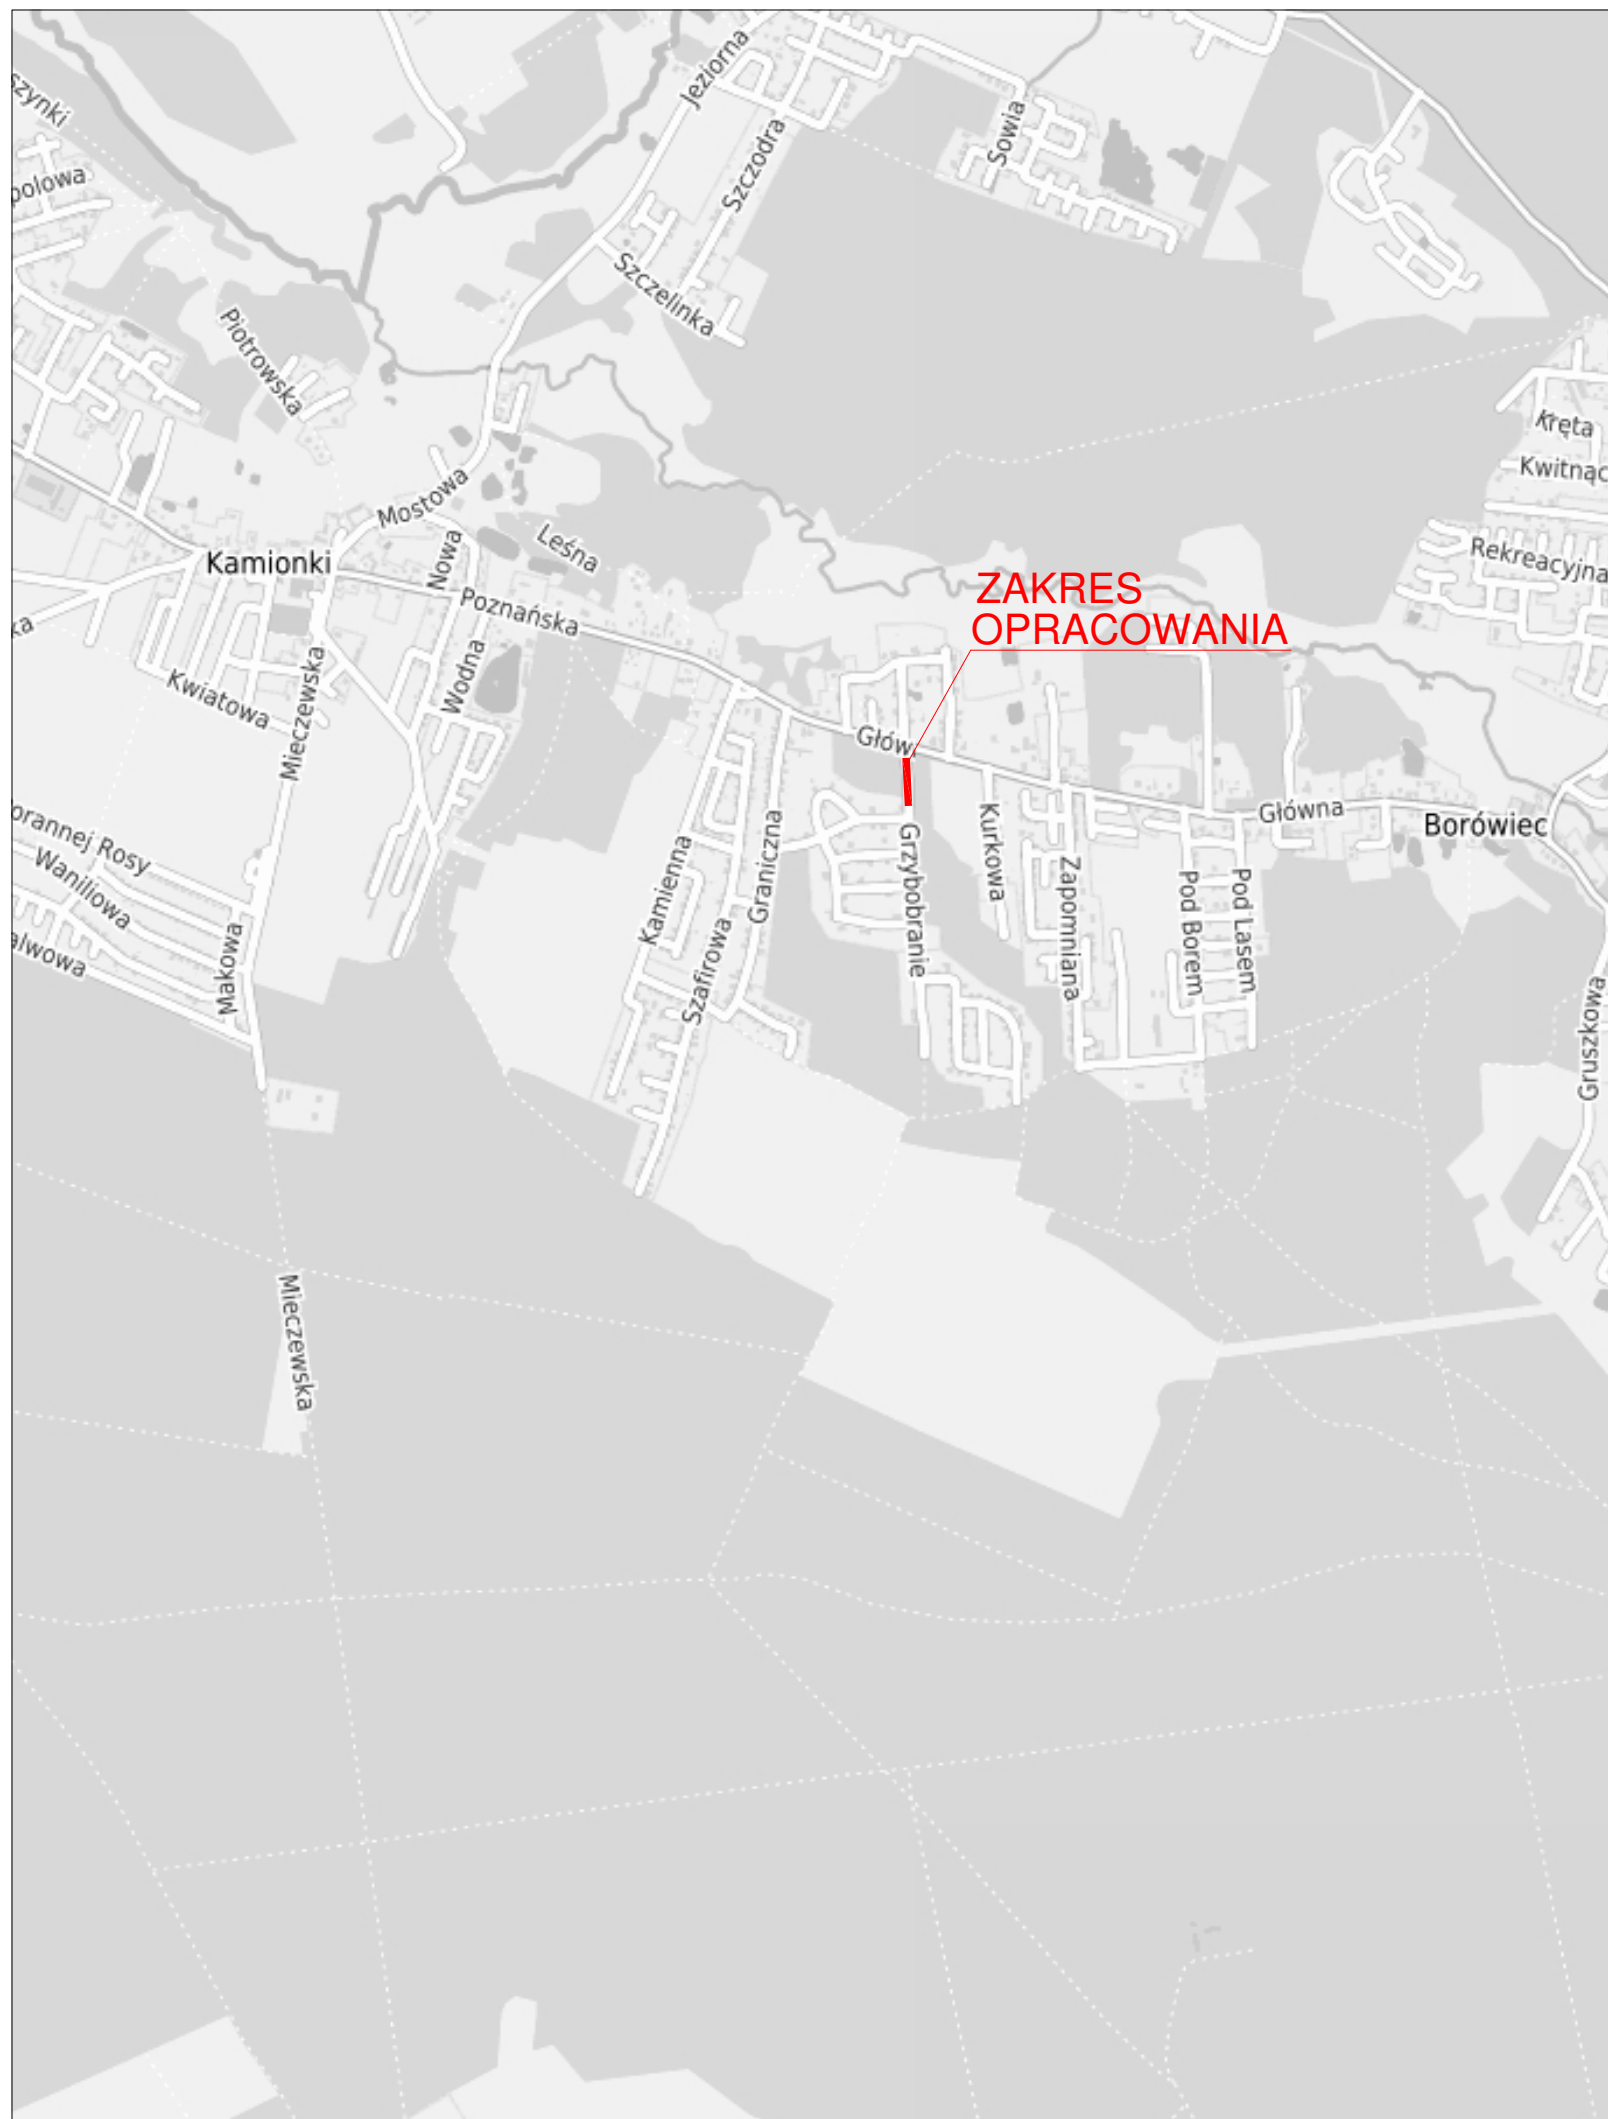 Jeziorna
szynki
Sowia
Szczodra
polowa
Szczelinka
Piotrowska
Kręta
Kwitnąc
Mostowa
Leśna
Nowa
Rekreacyjna
Kamionki
ZAKRES
OPRACOWANIA
Poznańska
ka
Wodna
Kwiatowa
Mieczewska
Głów
Główna
Borówiec
orannej Rosy
Waniliowa
alwowa
Makowa
Kamienna
Graniczna
Szafirowa
Grzybobranie
Kurkowa
Zapomniana
Pod Borem
Pod Lasem
Gruszkowa
Mieczewska